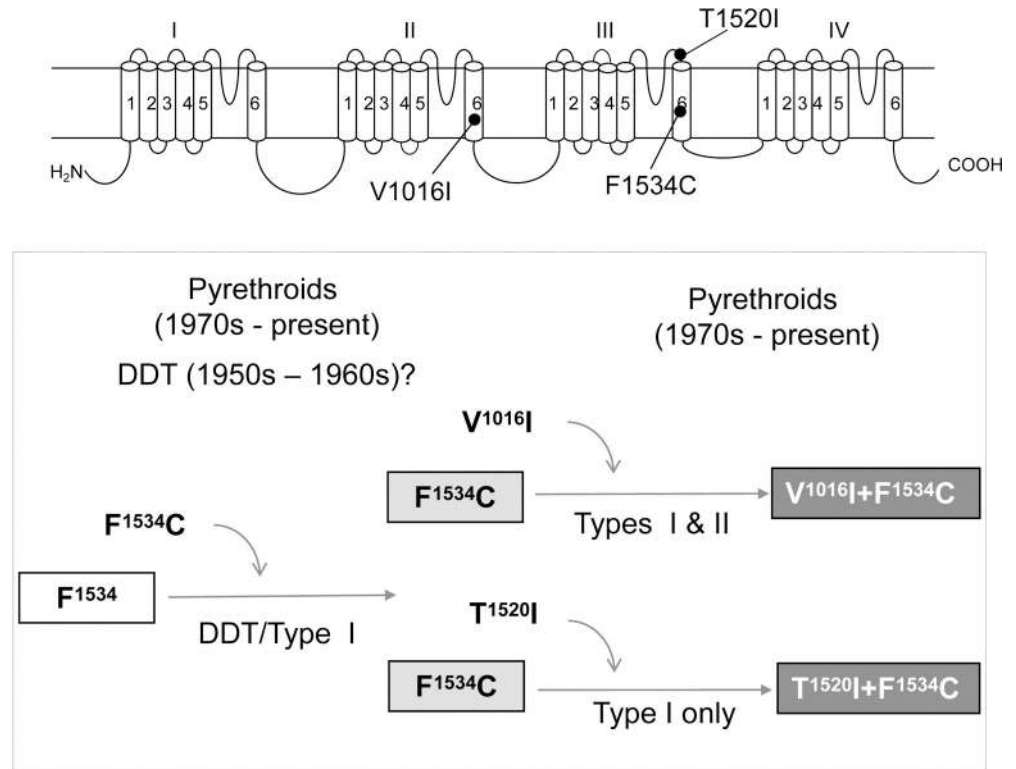 T1520I
I II III IV
1 2 3 4 5 6 1 2 3 4 5 6 1 2 3 4 5 6 1 2 3 4 5 6
H₂N
COOH
V1016I
F1534C
Pyrethroids
(1970s - present)
DDT (1950s – 1960s)?
Pyrethroids
(1970s - present)
V¹⁰¹⁶I
F¹⁵³⁴C
V¹⁰¹⁶I+F¹⁵³⁴C
Types I & II
F¹⁵³⁴C
F¹⁵³⁴
DDT/Type I
T¹⁵²⁰I
F¹⁵³⁴C
T¹⁵²⁰I+F¹⁵³⁴C
Type I only